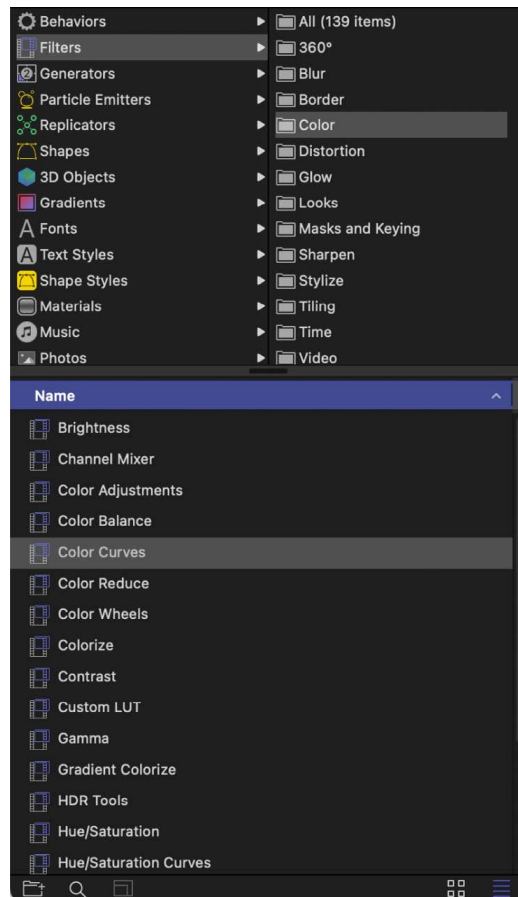 Behaviors
Filters
Generators
Particle Emitters
Replicators
Shapes
3D Objects
Gradients
Fonts
Text Styles
Shape Styles
Materials
Music
Photos
All (139 items)
360°
Blur
Border
Color
Distortion
Glow
Looks
Masks and Keying
Sharpen
Stylize
Tiling
Time
Video
Name
Brightness
Channel Mixer
Color Adjustments
Color Balance
Color Curves
Color Reduce
Color Wheels
Colorize
Contrast
Custom LUT
Gamma
Gradient Colorize
HDR Tools
Hue/Saturation
Hue/Saturation Curves